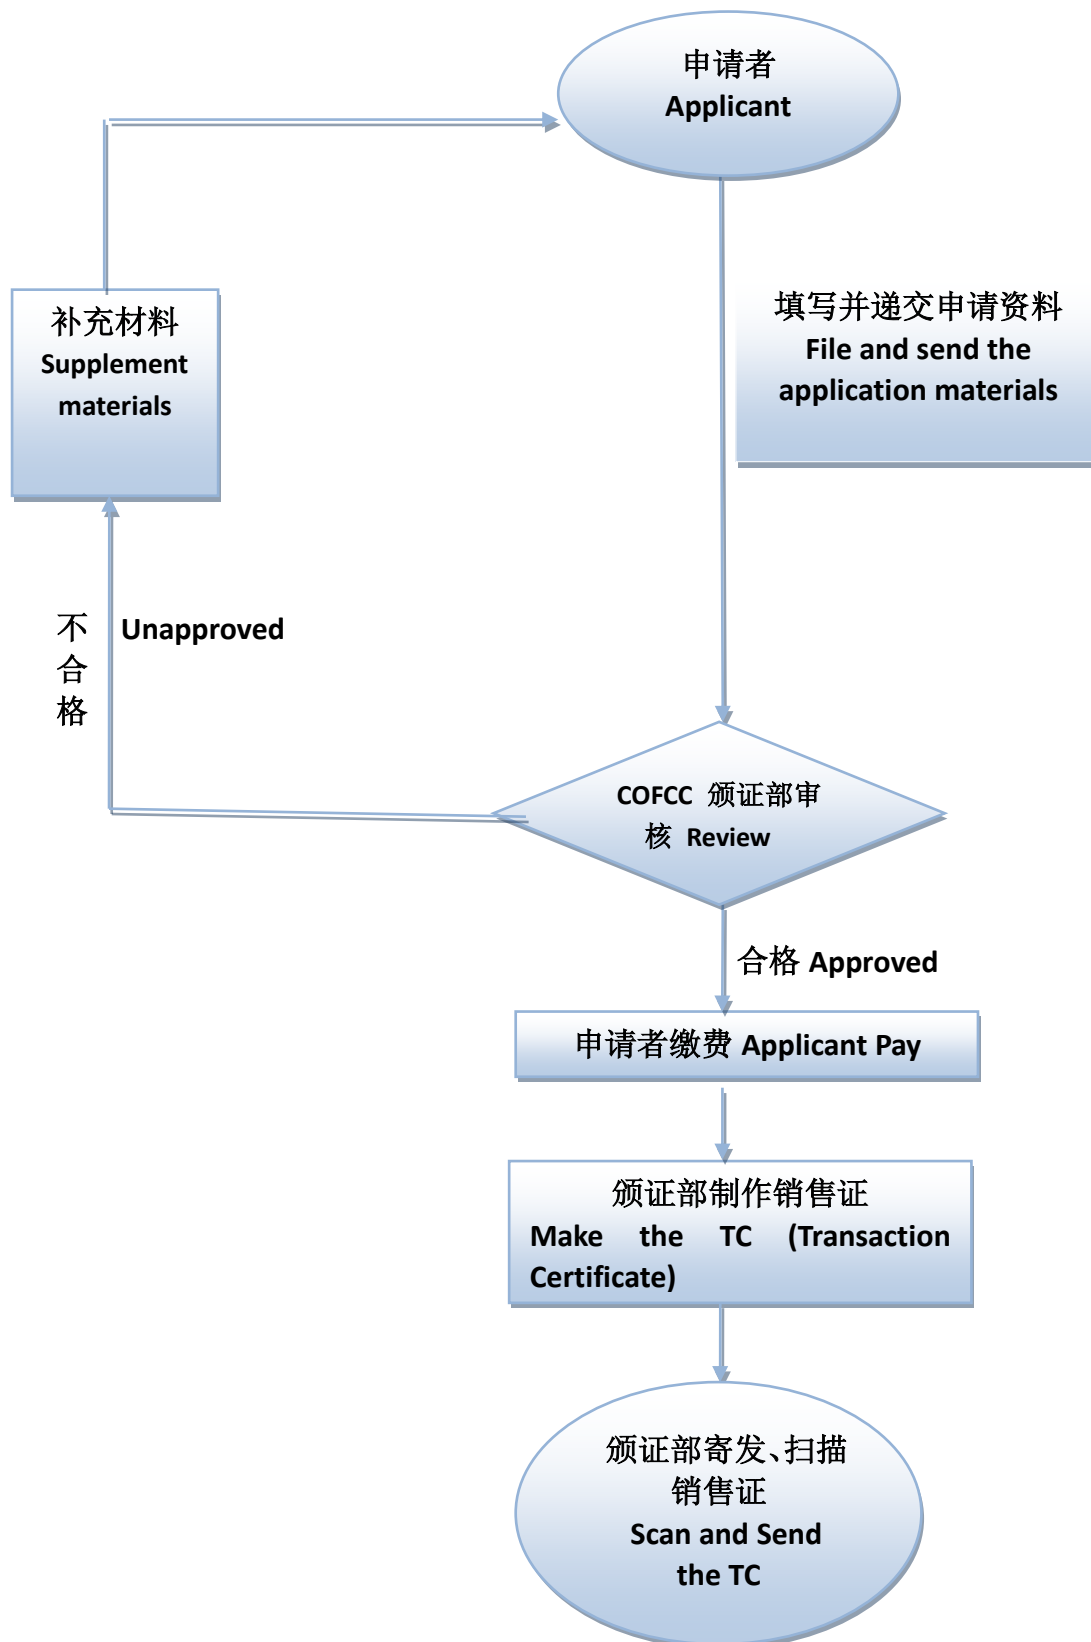 申请者
Applicant
补充材料
Supplement
materials
填写并递交申请资料
File and send the
application materials
不
合
格
Unapproved
COFCC 颁证部审
核 Review
合格 Approved
申请者缴费 Applicant Pay
颁证部制作销售证
Make the TC (Transaction
Certificate)
颁证部寄发、扫描
销售证
Scan and Send
the TC